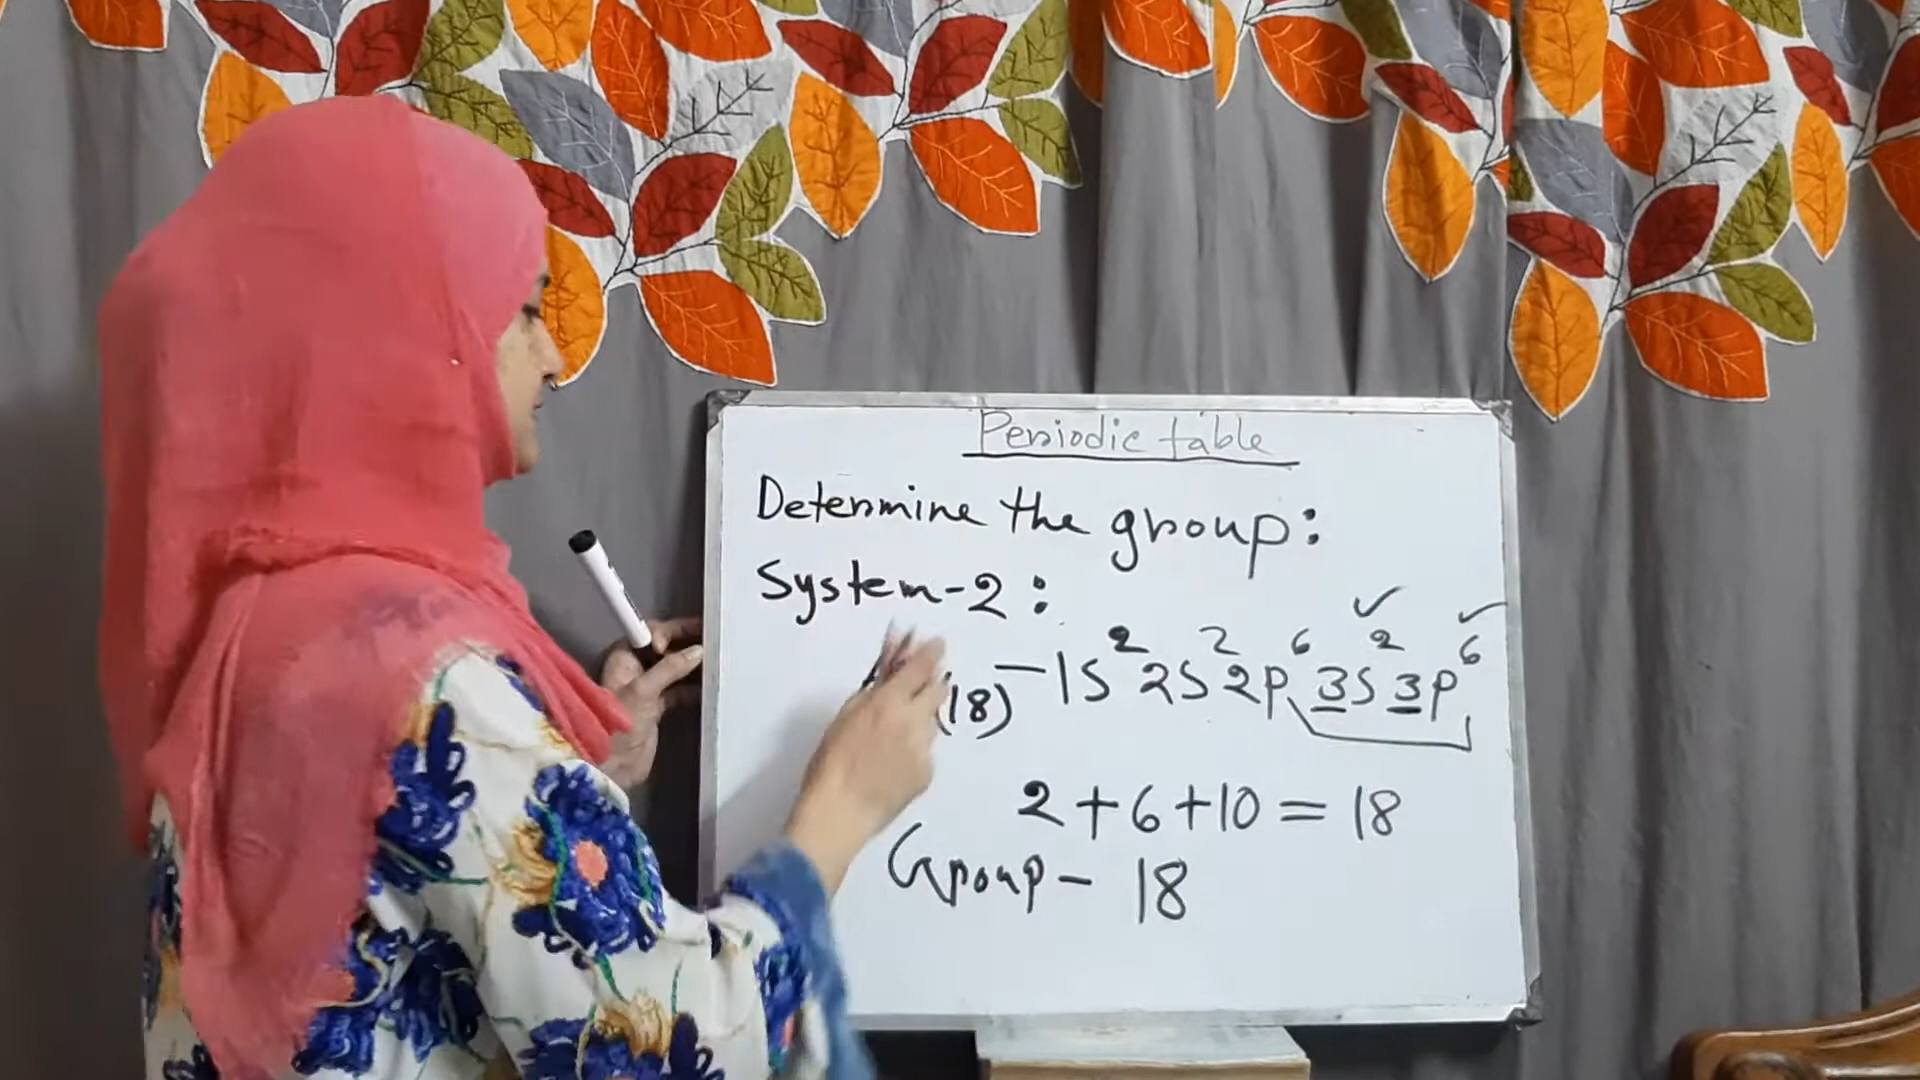 Periodic table
Determine the group:
System-2:
(18) - 1s² 2s² 2p⁶ 3s² 3p⁶
2+6+10=18
Group - 18